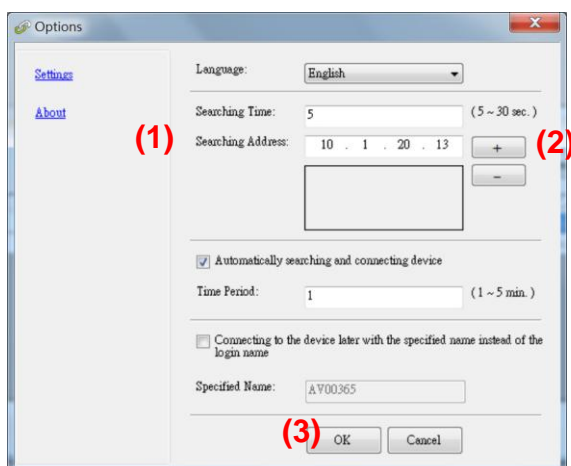 Options
Settings
About
Language: English
(1) Searching Time: 5 (5 ~ 30 sec. )
Searching Address: 10 . 1 . 20 . 13 + (2)
−
Automatically searching and connecting device
Time Period: 1 (1 ~ 5 min. )
Connecting to the device later with the specified name instead of the
login name
Specified Name: AV00365
(3) OK Cancel